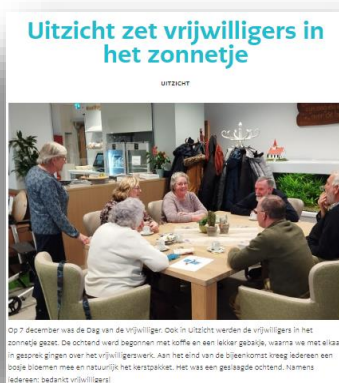 Uitzicht zet vrijwilligers in
het zonnetje
UITZICHT
Op 7 december was de Dag van de Vrijwilliger. Ook in Uitzicht werden de vrijwilligers in het
zonnetje gezet. De ochtend werd begonnen met koffie en een lekker gebakje, waarna we met elkaa
in gesprek gingen over het vrijwilligerswerk. Aan het eind van de bijeenkomst kreeg iedereen een
bosje bloemen mee en natuurlijk het kerstpakket. Het was een geslaagde ochtend. Namens
iedereen: bedankt vrijwilligers!